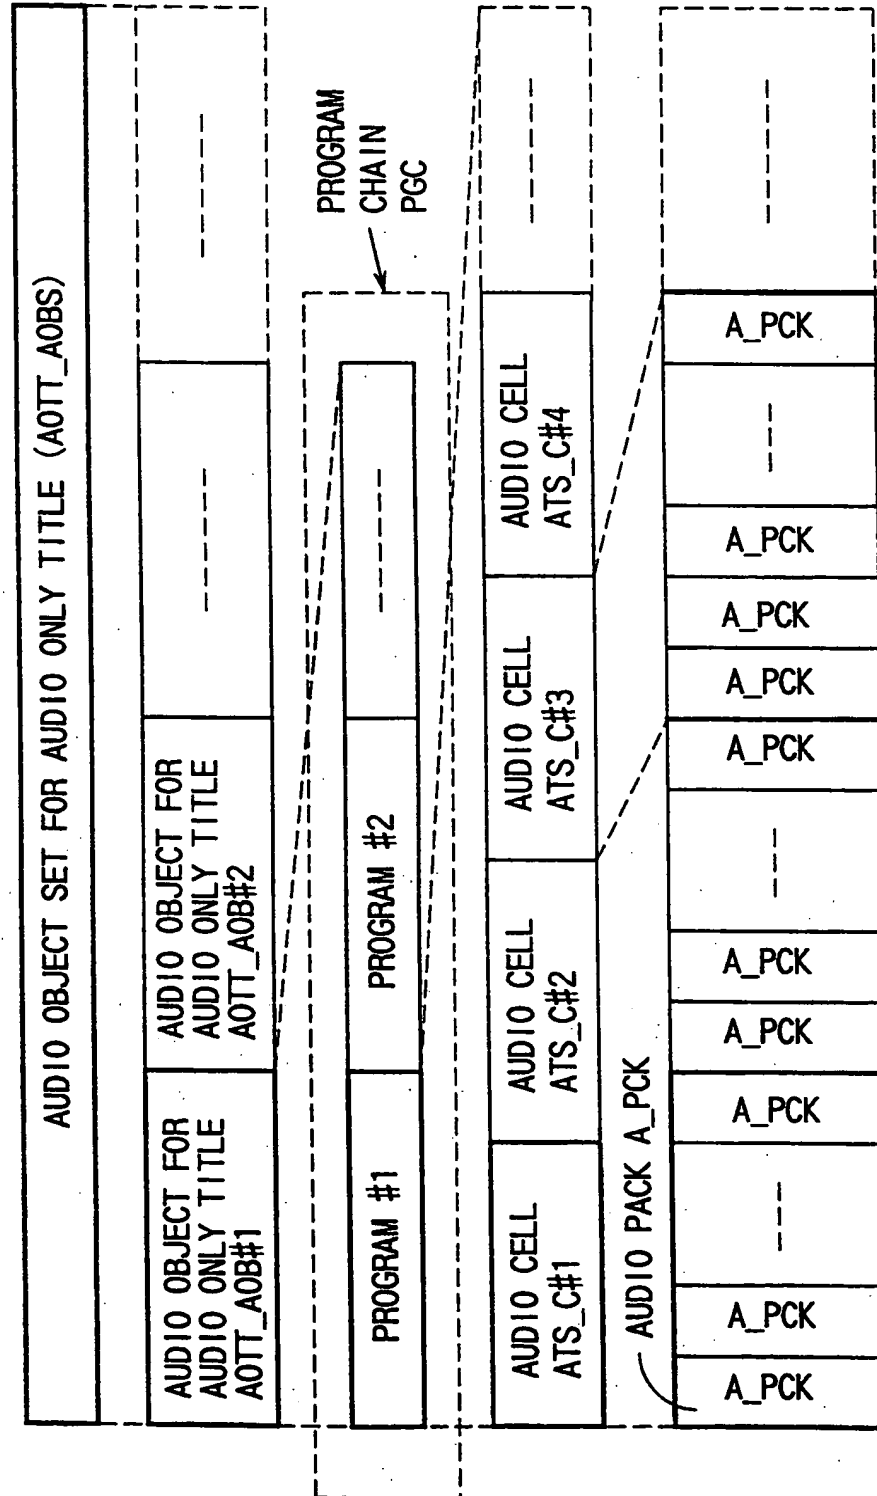 AUDIO OBJECT SET FOR AUDIO ONLY TITLE (AOTT_AOBS)
AUDIO OBJECT FOR
AUDIO ONLY TITLE
AOTT_AOB#1
AUDIO OBJECT FOR
AUDIO ONLY TITLE
AOTT_AOB#2
PROGRAM
CHAIN
PGC
PROGRAM #1
PROGRAM #2
AUDIO CELL
ATS_C#1
AUDIO CELL
ATS_C#2
AUDIO CELL
ATS_C#3
AUDIO CELL
ATS_C#4
AUDIO PACK A_PCK
A_PCK
A_PCK
A_PCK
A_PCK
A_PCK
A_PCK
A_PCK
A_PCK
A_PCK
A_PCK